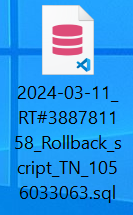 2024-03-11_
RT#3887811
58_Rollback_s
cript_TN_105
6033063.sql